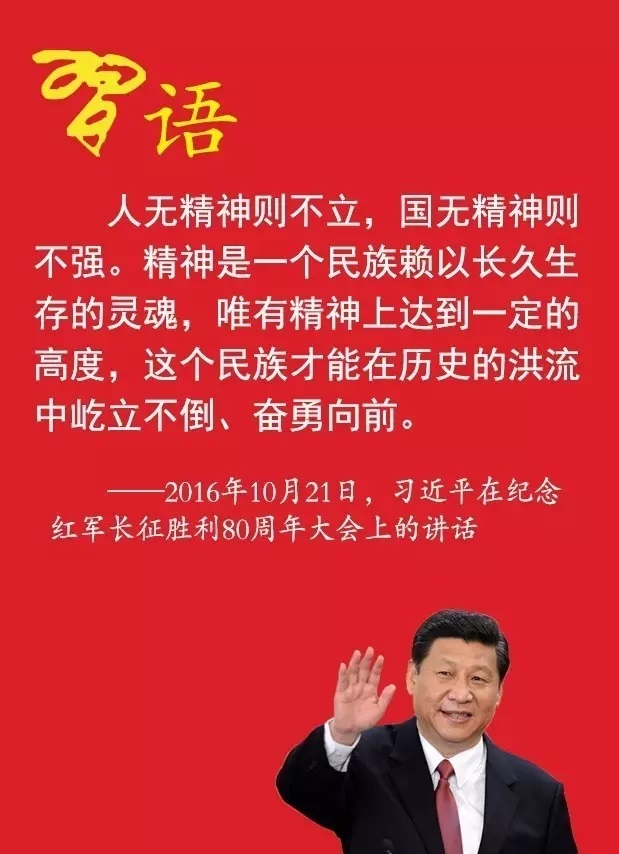 習语
人无精神则不立，国无精神则
不强。精神是一个民族赖以长久生
存的灵魂，唯有精神上达到一定的
高度，这个民族才能在历史的洪流
中屹立不倒、奋勇向前。
——2016年10月21日，习近平在纪念
红军长征胜利80周年大会上的讲话